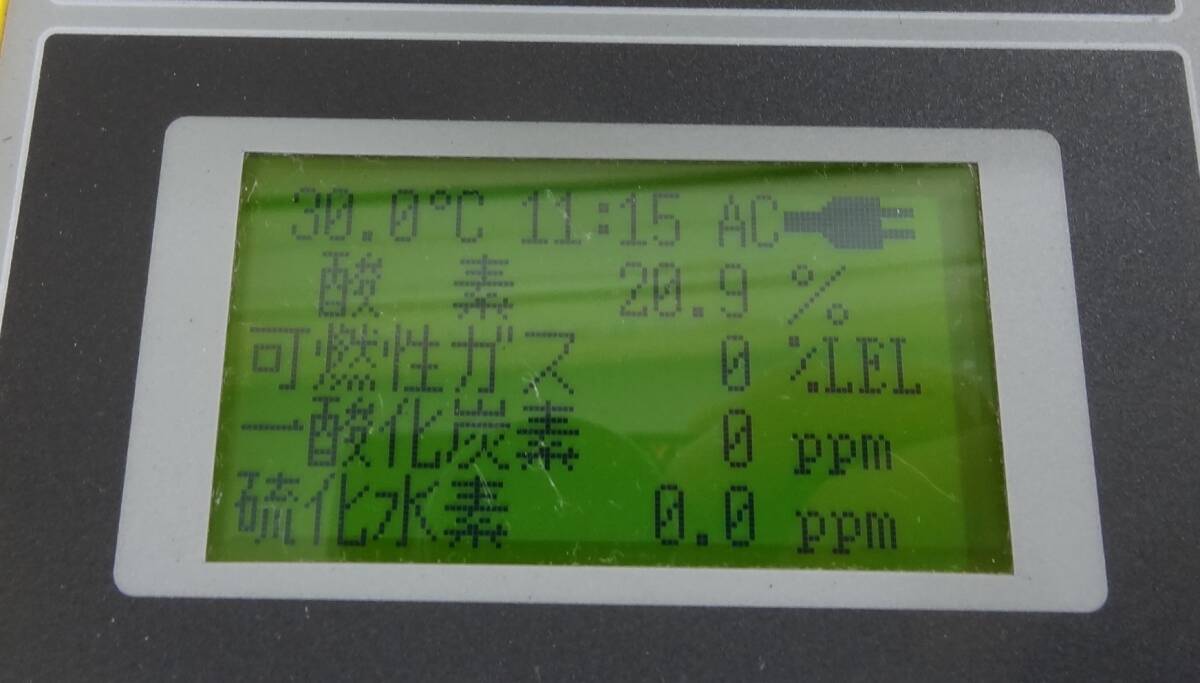 30.0℃ 11:15 AC
酸 素 20.9 %
可燃性ガス 0 %LEL
一酸化炭素 0 ppm
硫化水素 0.0 ppm